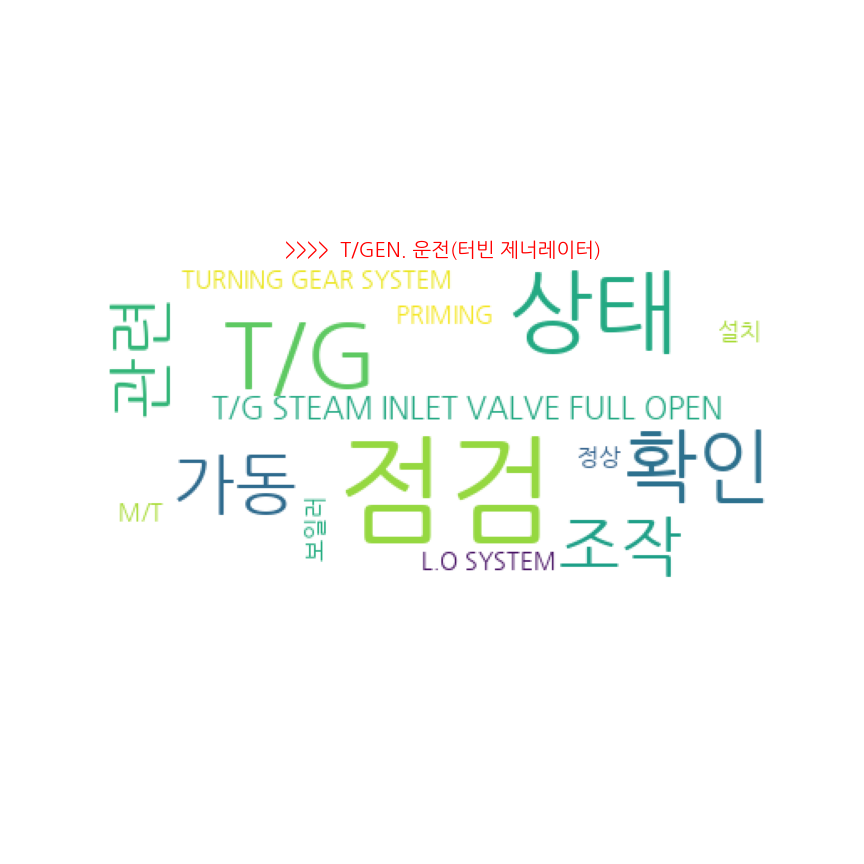 >>>> T/GEN. 운전(터빈 제너레이터)
TURNING GEAR SYSTEM
상태
PRIMING
관련
설치
T/G
T/G STEAM INLET VALVE FULL OPEN
점검
확인
정상
가동
M/T
보일러
조작
L.O SYSTEM